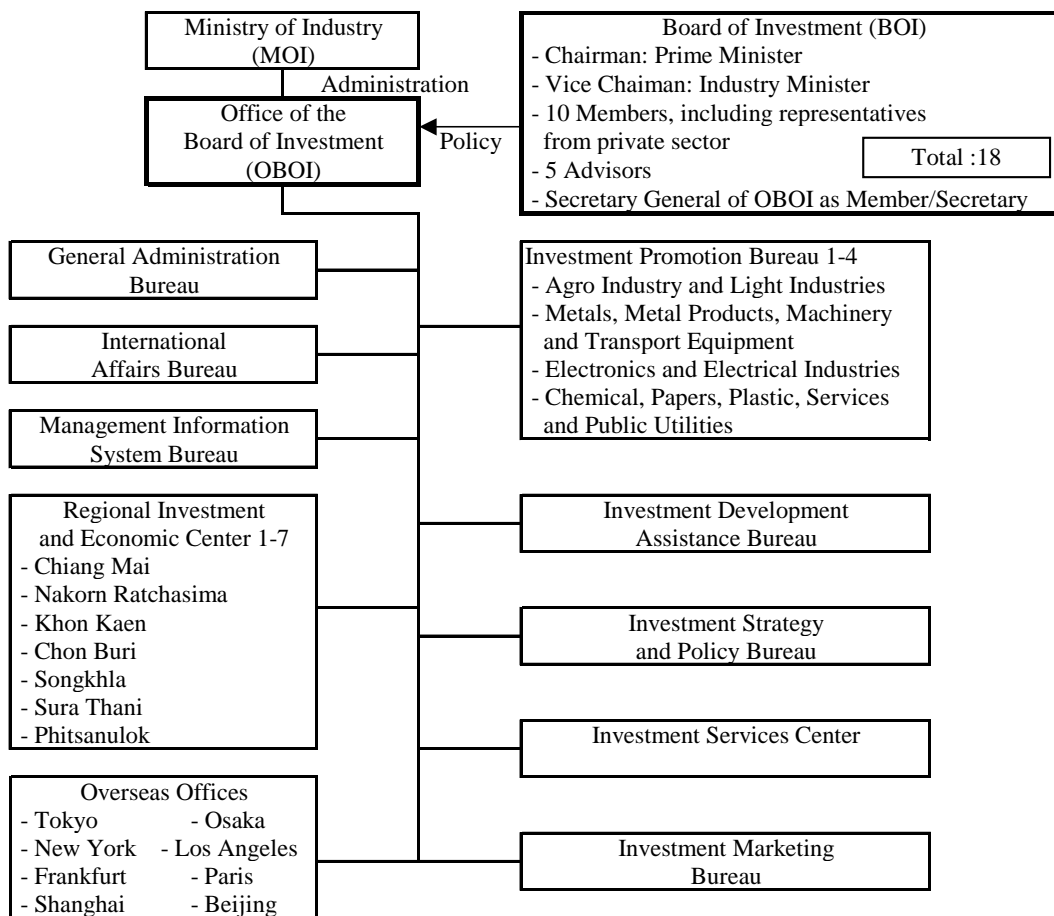 Ministry of Industry
(MOI)
Administration
Office of the
Board of Investment
(OBOI)
Policy
Board of Investment (BOI)
- Chairman: Prime Minister
- Vice Chaiman: Industry Minister
- 10 Members, including representatives
from private sector
- 5 Advisors
- Secretary General of OBOI as Member/Secretary
Total :18
General Administration
Bureau
International
Affairs Bureau
Management Information
System Bureau
Regional Investment
and Economic Center 1-7
- Chiang Mai
- Nakorn Ratchasima
- Khon Kaen
- Chon Buri
- Songkhla
- Sura Thani
- Phitsanulok
Overseas Offices
- Tokyo - Osaka
- New York - Los Angeles
- Frankfurt - Paris
- Shanghai - Beijing
Investment Promotion Bureau 1-4
- Agro Industry and Light Industries
- Metals, Metal Products, Machinery
and Transport Equipment
- Electronics and Electrical Industries
- Chemical, Papers, Plastic, Services
and Public Utilities
Investment Development
Assistance Bureau
Investment Strategy
and Policy Bureau
Investment Services Center
Investment Marketing
Bureau